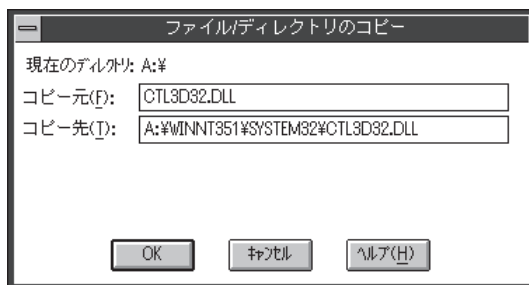 ファイル/ディレクトリのコピー
現在のディレクトリ: A:¥
コピー元(F): CTL3D32.DLL
コピー先(T): A:¥WINNT351¥SYSTEM32¥CTL3D32.DLL
OK キャンセル ヘルプ(H)